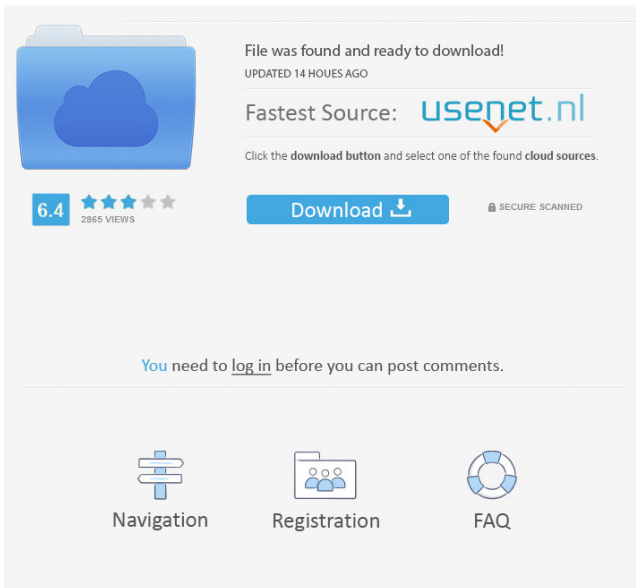 File was found and ready to download!
UPDATED 14 HOUES AGO
Fastest Source: usenet.nl
Click the download button and select one of the found cloud sources.
6.4
2865 VIEWS
Download
SECURE SCANNED
You need to log in before you can post comments.
Navigation
Registration
FAQ